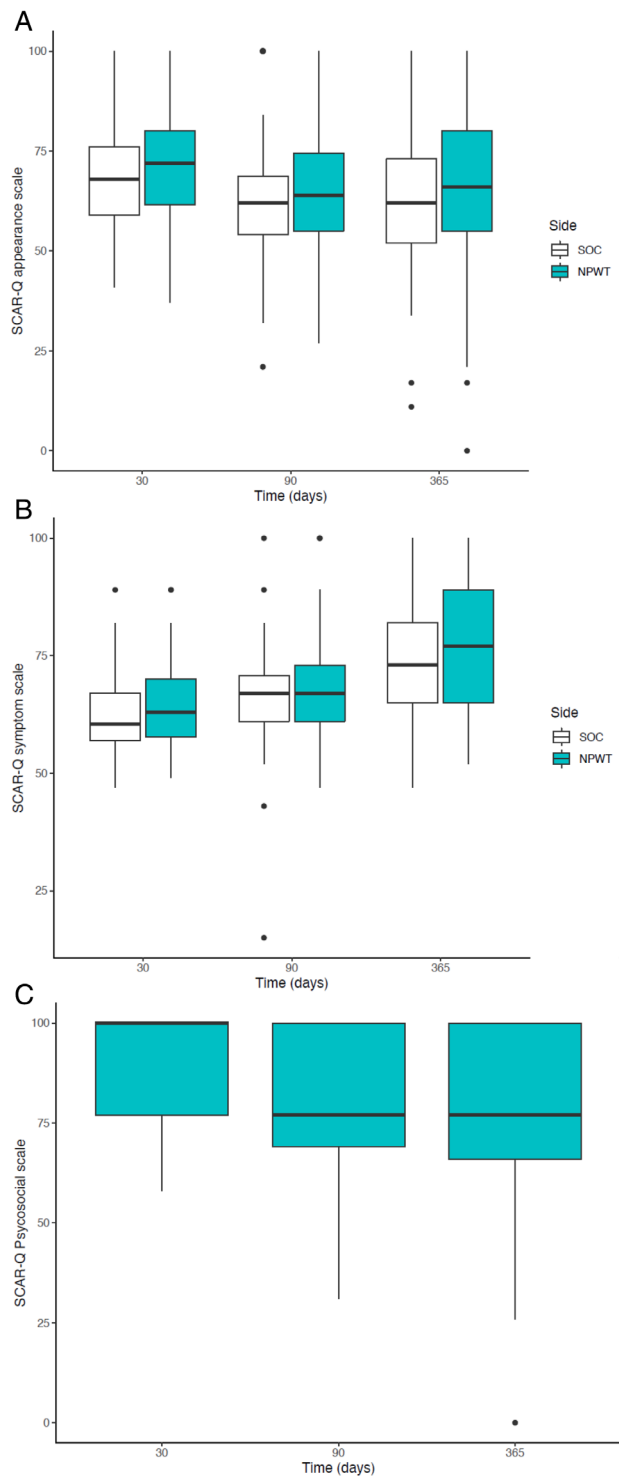 A
100
75
50
25
0
SCAR-Q appearance scale
30
90
365
Time (days)
Side
SOC
NPWT
B
100
75
50
25
SCAR-Q symptom scale
30
90
365
Time (days)
Side
SOC
NPWT
C
100
75
50
25
0
SCAR-Q Psycosocial scale
30
90
365
Time (days)